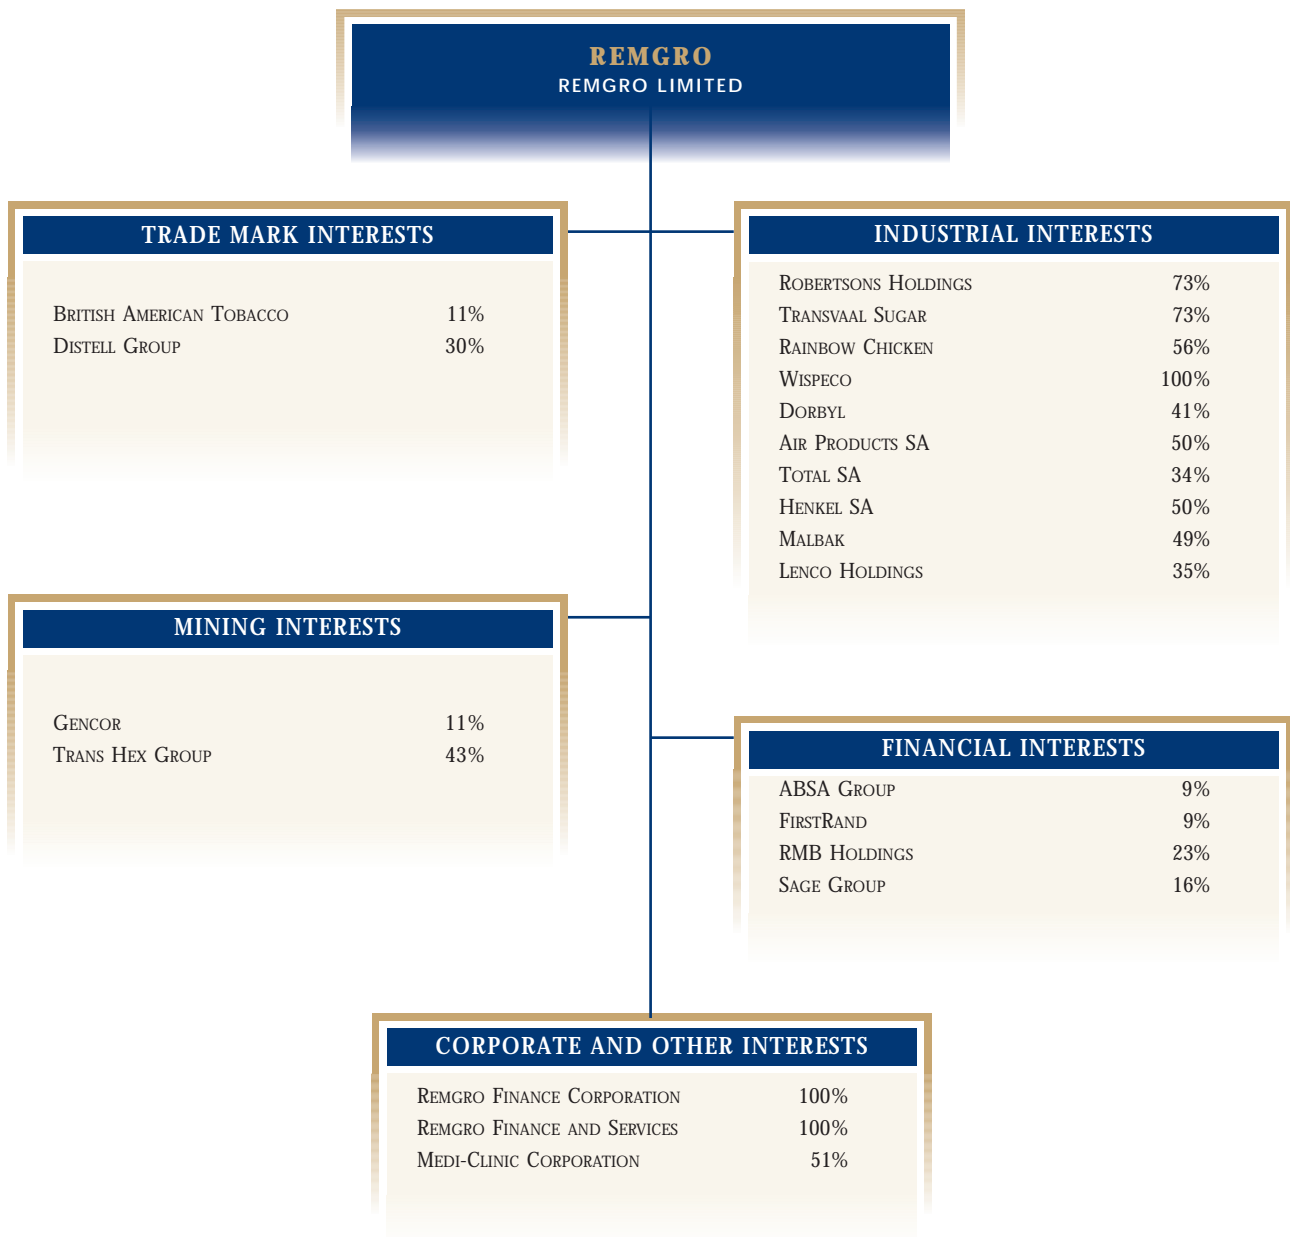 REMGRO
REMGRO LIMITED
TRADE MARK INTERESTS
BRITISH AMERICAN TOBACCO 11%
DISTELL GROUP 30%
INDUSTRIAL INTERESTS
ROBERTSONS HOLDINGS 73%
TRANSVAAL SUGAR 73%
RAINBOW CHICKEN 56%
WISPECO 100%
DORBYL 41%
AIR PRODUCTS SA 50%
TOTAL SA 34%
HENKEL SA 50%
MALBAK 49%
LENCO HOLDINGS 35%
MINING INTERESTS
GENCOR 11%
TRANS HEX GROUP 43%
FINANCIAL INTERESTS
ABSA GROUP 9%
FIRSTRAND 9%
RMB HOLDINGS 23%
SAGE GROUP 16%
CORPORATE AND OTHER INTERESTS
REMGRO FINANCE CORPORATION 100%
REMGRO FINANCE AND SERVICES 100%
MEDI-CLINIC CORPORATION 51%